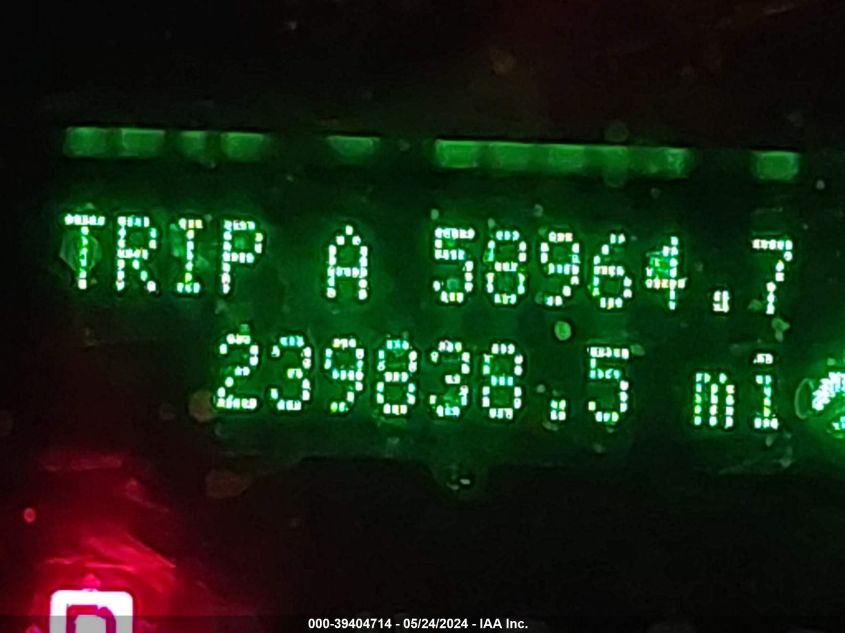 TRIP A 58964.7
239838.5 mi
D
000-39404714 - 05/24/2024 - IAA Inc.